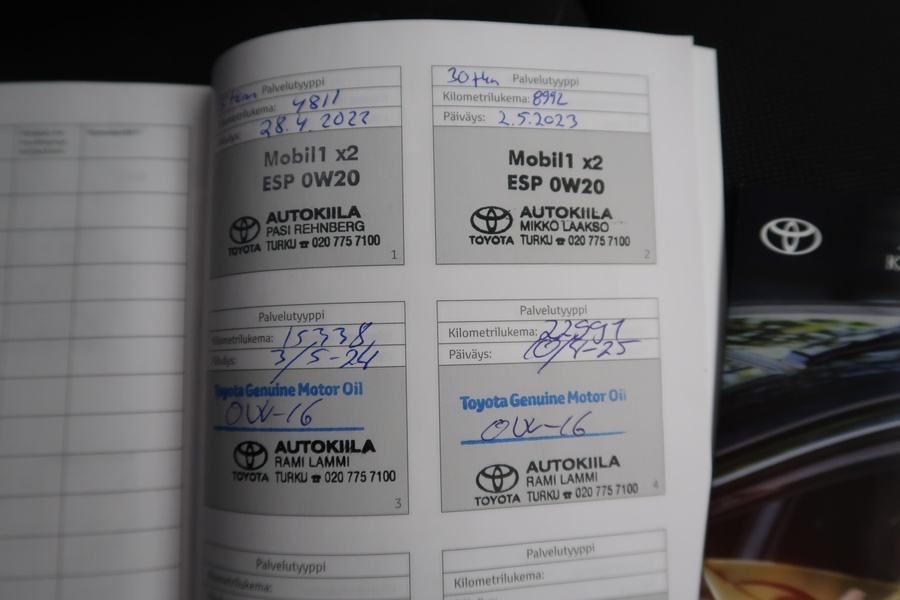 Palvelutyyppi
Kilometrilukema: 4811
28.4.2022
Mobil1 x2
ESP 0W20
TOYOTA
AUTOKIILA
PASI REHNBERG
TURKU ☎ 020 775 7100
1
30tkm Palvelutyyppi
Kilometrilukema: 8992
Päiväys: 2.5.2023
Mobil1 x2
ESP 0W20
TOYOTA
AUTOKIILA
MIKKO LAAKSO
TURKU ☎ 020 775 7100
2
Palvelutyyppi
Kilometrilukema: 15338
Päiväys: 3/5-24
Toyota Genuine Motor Oil
0W-16
TOYOTA
AUTOKIILA
RAMI LAMMI
TURKU ☎ 020 775 7100
3
Palvelutyyppi
Kilometrilukema: 22997
Päiväys: 10/4-25
Toyota Genuine Motor Oil
0W-16
TOYOTA
AUTOKIILA
RAMI LAMMI
TURKU ☎ 020 775 7100
4
Palvelutyyppi
Kilometrilukema:
Palvelutyyppi
Kilometrilukema: